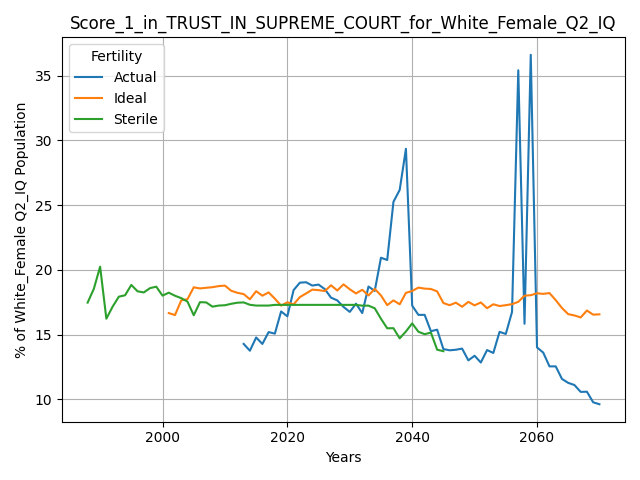 Score_1_in_TRUST_IN_SUPREME_COURT_for_White_Female_Q2_IQ
Fertility
Actual
Ideal
Sterile
% of White_Female Q2_IQ Population
35
30
25
20
15
10
2000
2020
2040
2060
Years